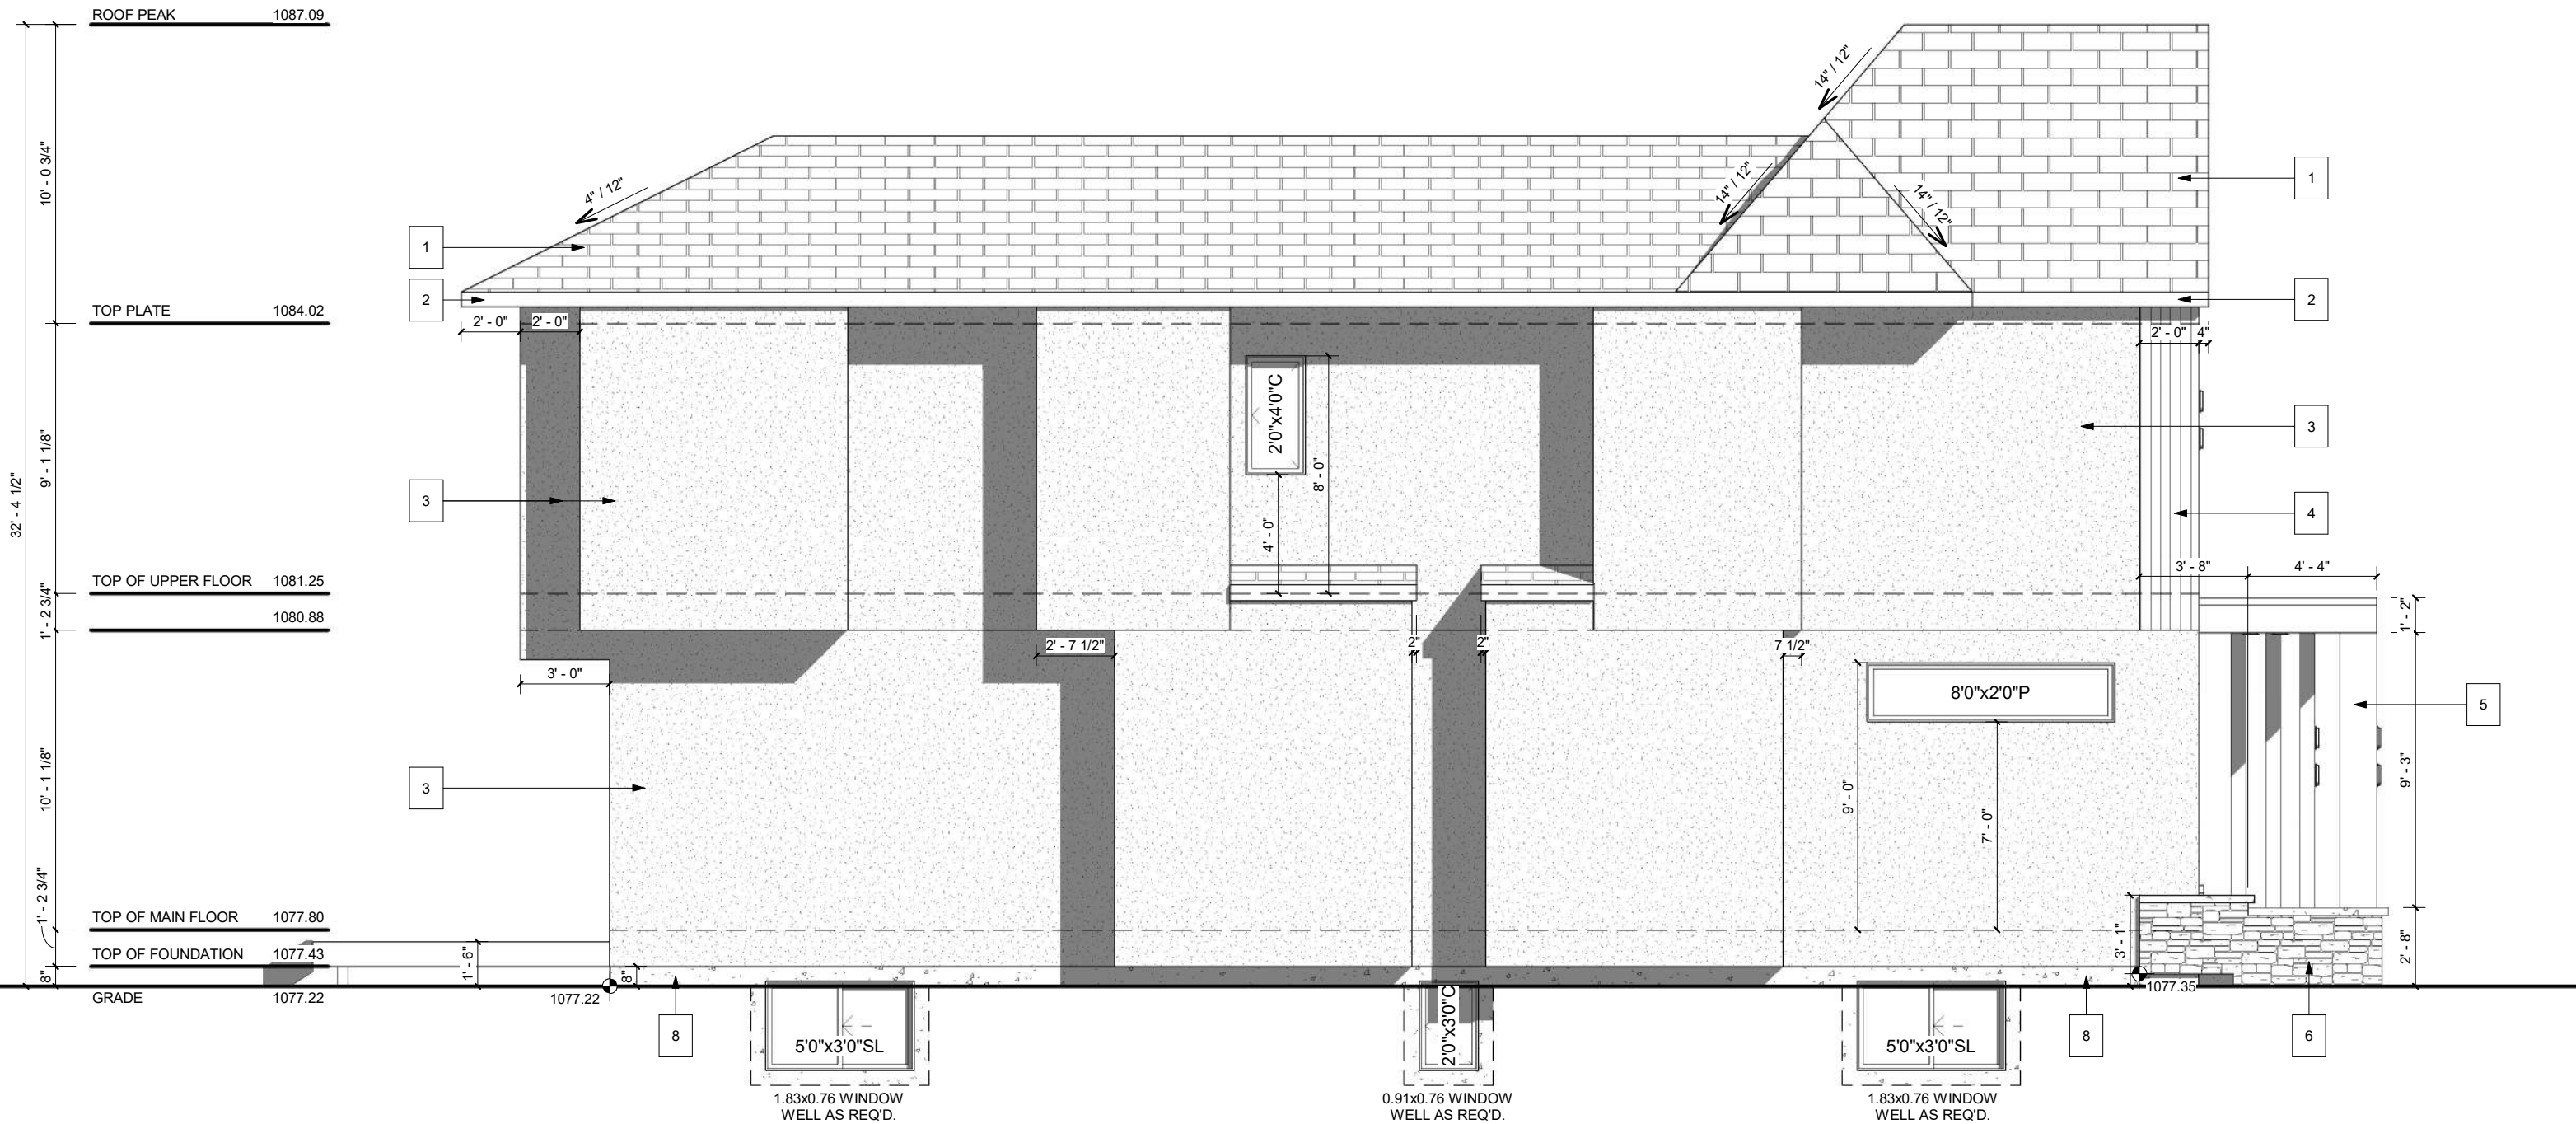 ROOF PEAK 1087.09
14" / 12"
10' - 0 3/4"
14" / 12"
14" / 12"
4" / 12"
1
1
2
2
TOP PLATE 1084.02
2' - 0"
2' - 0"
2' - 0"
4"
2'0"x4'0"C
3
9' - 1 1/8"
8' - 0"
32' - 4 1/2"
3
4' - 0"
4
TOP OF UPPER FLOOR 1081.25
3' - 8"
4' - 4"
1080.88
1' - 2 3/4"
1' - 2"
2' - 7 1/2"
2"
2"
7 1/2"
3' - 0"
8'0"x2'0"P
5
10' - 1 1/8"
3
9' - 0"
7' - 0"
9' - 3"
1' - 2 3/4"
TOP OF MAIN FLOOR 1077.80
TOP OF FOUNDATION 1077.43
1' - 6"
3' - 1"
2' - 8"
8"
8"
GRADE 1077.22
1077.22
1077.35
8
2'0"x3'0"C
8
6
5'0"x3'0"SL
5'0"x3'0"SL
1.83x0.76 WINDOW
WELL AS REQ'D.
0.91x0.76 WINDOW
WELL AS REQ'D.
1.83x0.76 WINDOW
WELL AS REQ'D.